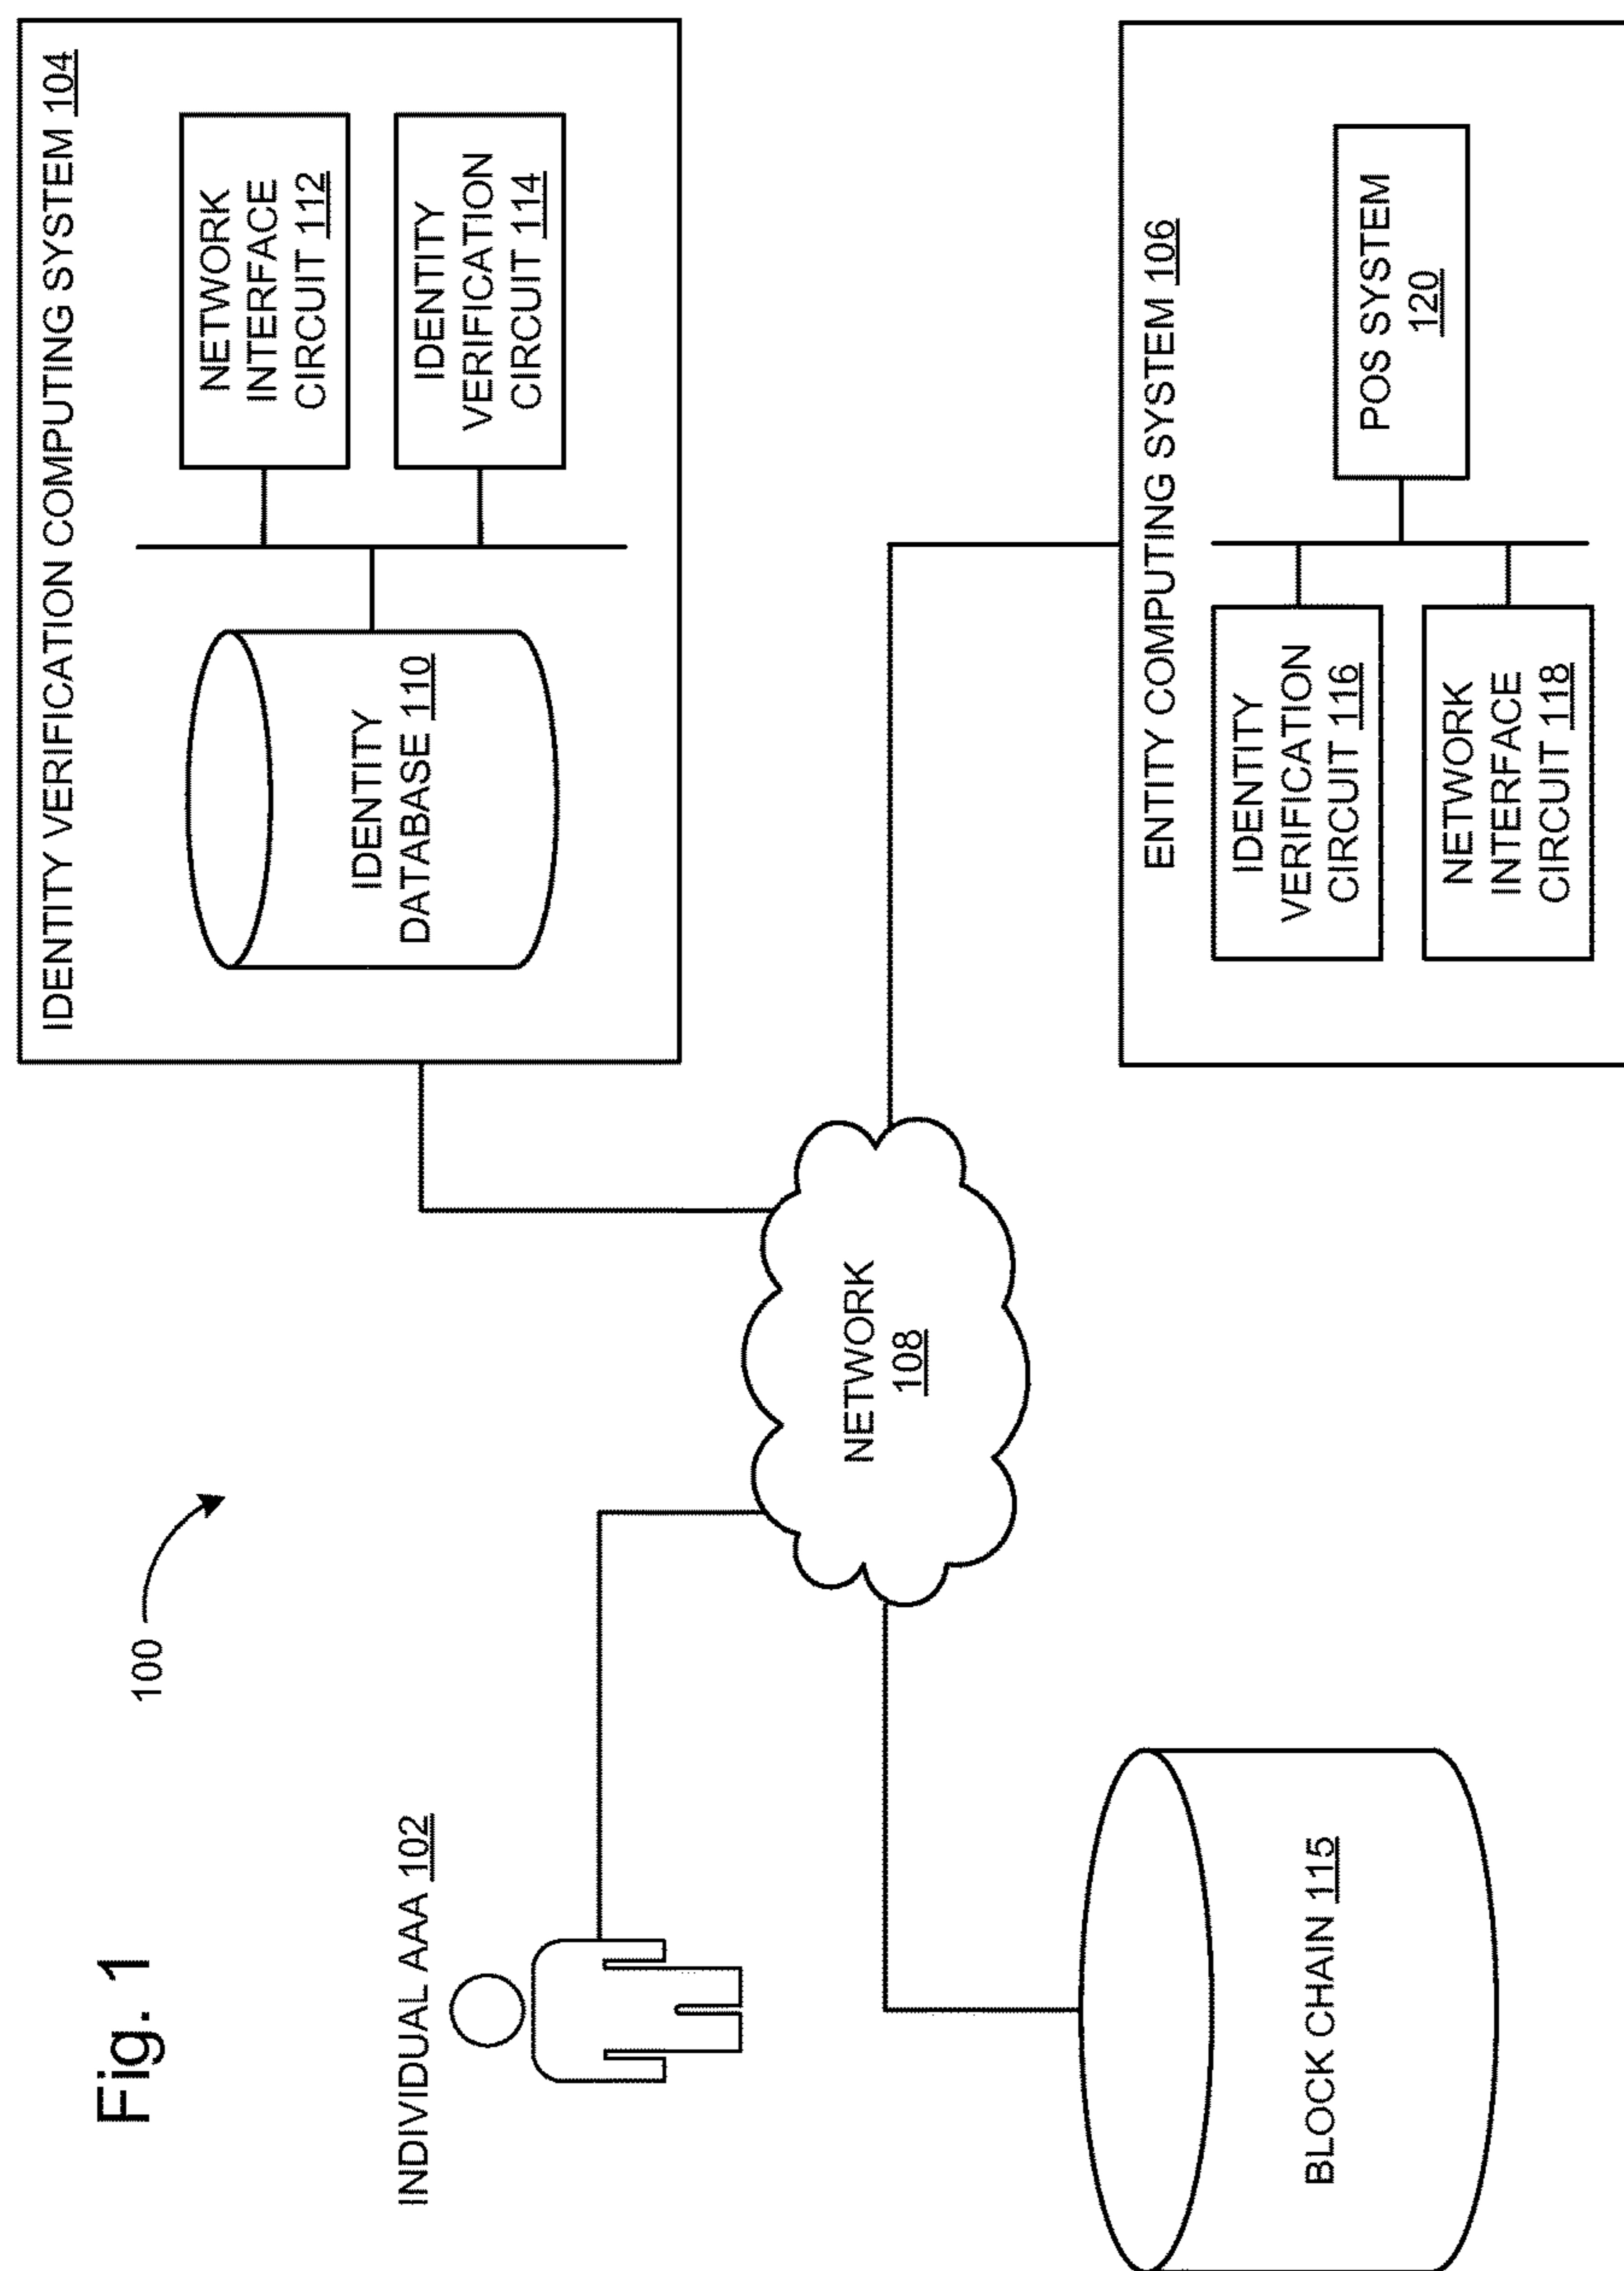 Fig. 1
100
INDIVIDUAL AAA 102
IDENTITY VERIFICATION COMPUTING SYSTEM 104
IDENTITY
DATABASE 110
NETWORK
INTERFACE
CIRCUIT 112
IDENTITY
VERIFICATION
CIRCUIT 114
NETWORK
108
BLOCK CHAIN 115
ENTITY COMPUTING SYSTEM 106
IDENTITY
VERIFICATION
CIRCUIT 116
NETWORK
INTERFACE
CIRCUIT 118
POS SYSTEM
120